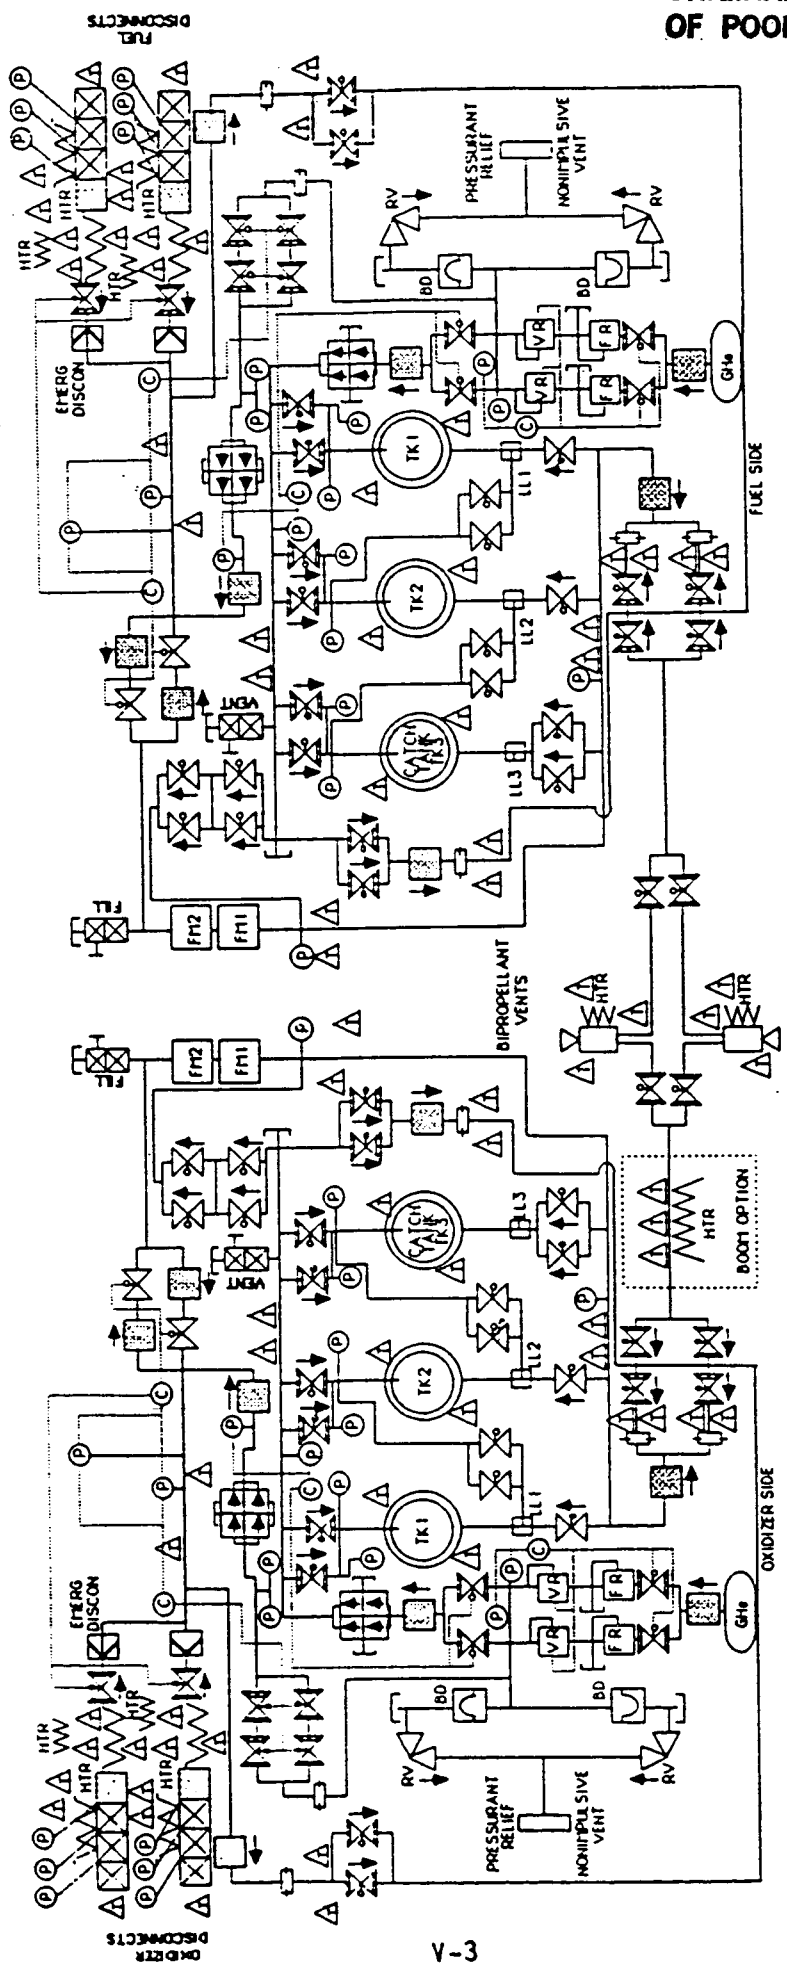 OF POOR
FUEL
DISCONNECTS
P
P
P
P
P
P
HTR
HTR
HTR
HTR
EMERG
DISCON
C
P
P
P
C
P
P
P
C
P
PRESSURANT
RELIEF
NONIMPULSIVE
VENT
RV
RV
BD
BD
VR
VR
FR
FR
GHe
P
P
C
TK1
TK2
CATCH
TANK
TK3
LL1
LL2
LL3
VENT
FILL
FM2
FM1
P
P
P
P
P
P
P
P
FUEL SIDE
BIPROPELLANT
VENTS
HTR
HTR
FILL
FM2
FM1
P
VENT
CATCH
TANK
TK3
TK2
TK1
LL3
LL2
LL1
P
P
P
P
P
P
P
HTR
BOOM OPTION
C
P
P
C
P
P
C
P
P
EMERG
DISCON
HTR
HTR
HTR
HTR
P
P
P
P
P
P
OXIDIZER
DISCONNECTS
VR
VR
FR
FR
GHe
P
P
C
BD
BD
RV
RV
PRESSURANT
RELIEF
NONIMPULSIVE
VENT
OXIDIZER SIDE
V-3